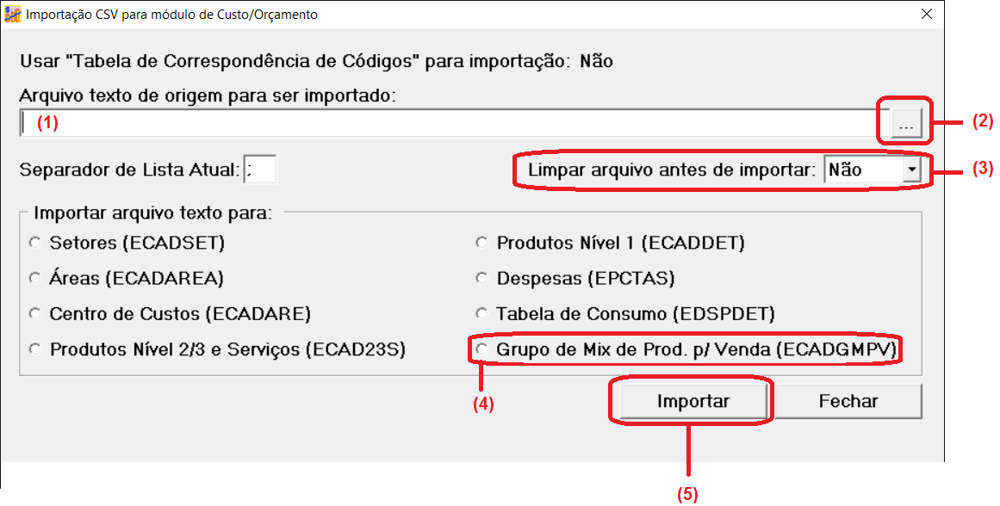 Importação CSV para módulo de Custo/Orçamento
Usar "Tabela de Correspondência de Códigos" para importação: Não
Arquivo texto de origem para ser importado:
(1)
... (2)
Separador de Lista Atual: ; Limpar arquivo antes de importar: Não (3)
Importar arquivo texto para:
Setores (ECADSET) Produtos Nível 1 (ECADDET)
Áreas (ECADAREA) Despesas (EPCTAS)
Centro de Custos (ECADARE) Tabela de Consumo (EDSPDET)
Produtos Nível 2/3 e Serviços (ECAD23S) Grupo de Mix de Prod. p/ Venda (ECADGMPV)
(4) Importar Fechar
(5)